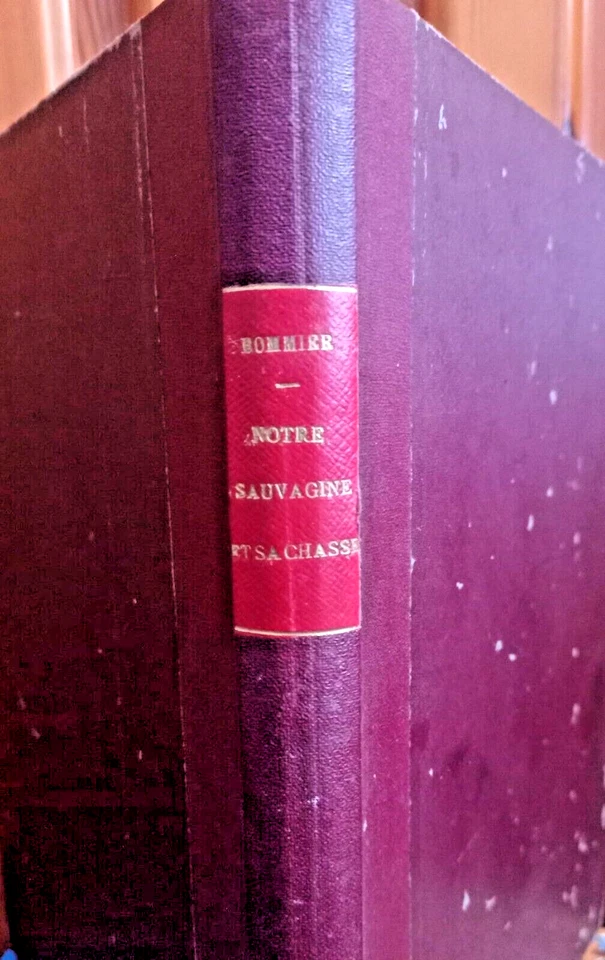 BOMMIER
—
NOTRE
SAUVAGINE
ET SA CHASSE